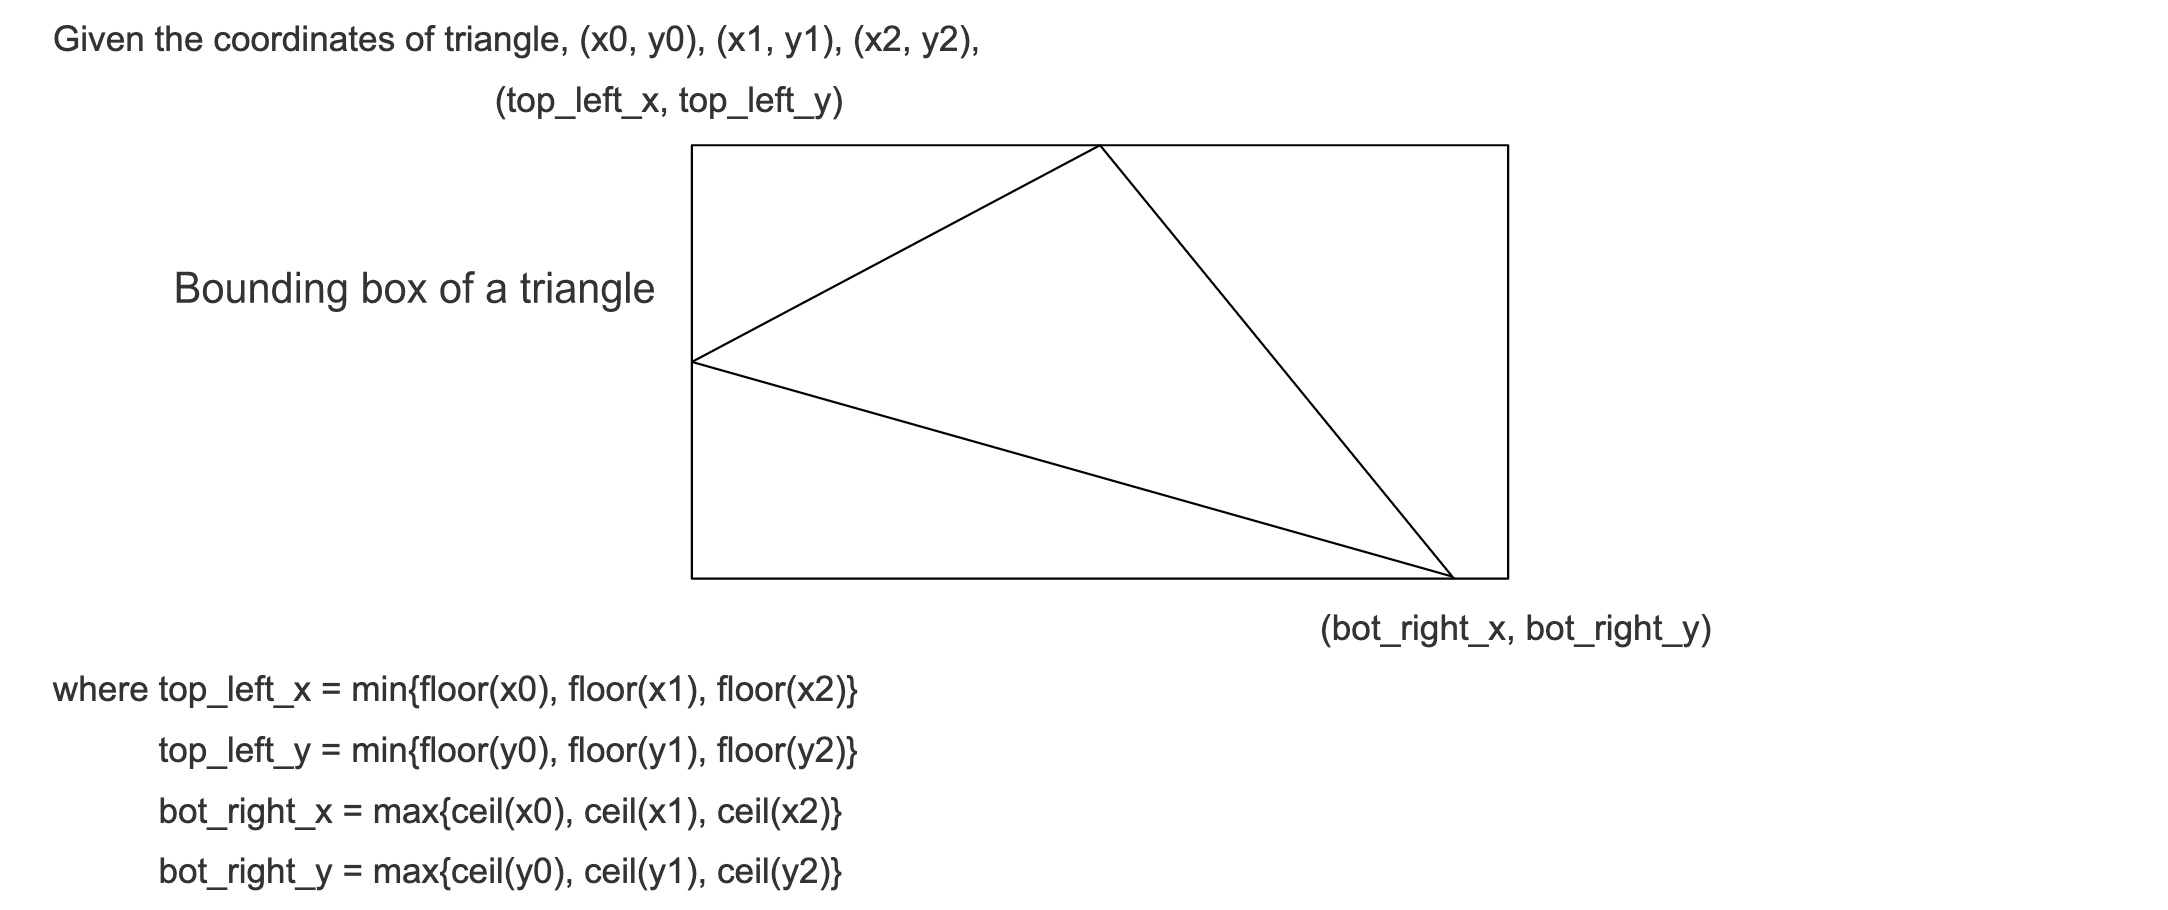 Given the coordinates of triangle, (x0, y0), (x1, y1), (x2, y2),
(top_left_x, top_left_y)
Bounding box of a triangle
(bot_right_x, bot_right_y)
where top_left_x = min{floor(x0), floor(x1), floor(x2)}
top_left_y = min{floor(y0), floor(y1), floor(y2)}
bot_right_x = max{ceil(x0), ceil(x1), ceil(x2)}
bot_right_y = max{ceil(y0), ceil(y1), ceil(y2)}